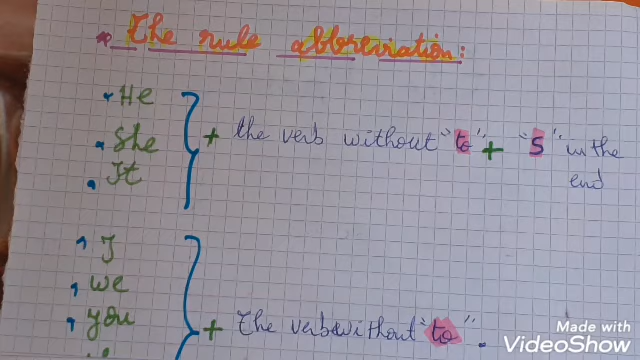 * The rule abbreviation:
• He
• She
• It
+ the verb without "to" + "S" in the
end
• I
• we
• you
+ The verb without "to".
Made with
VideoShow